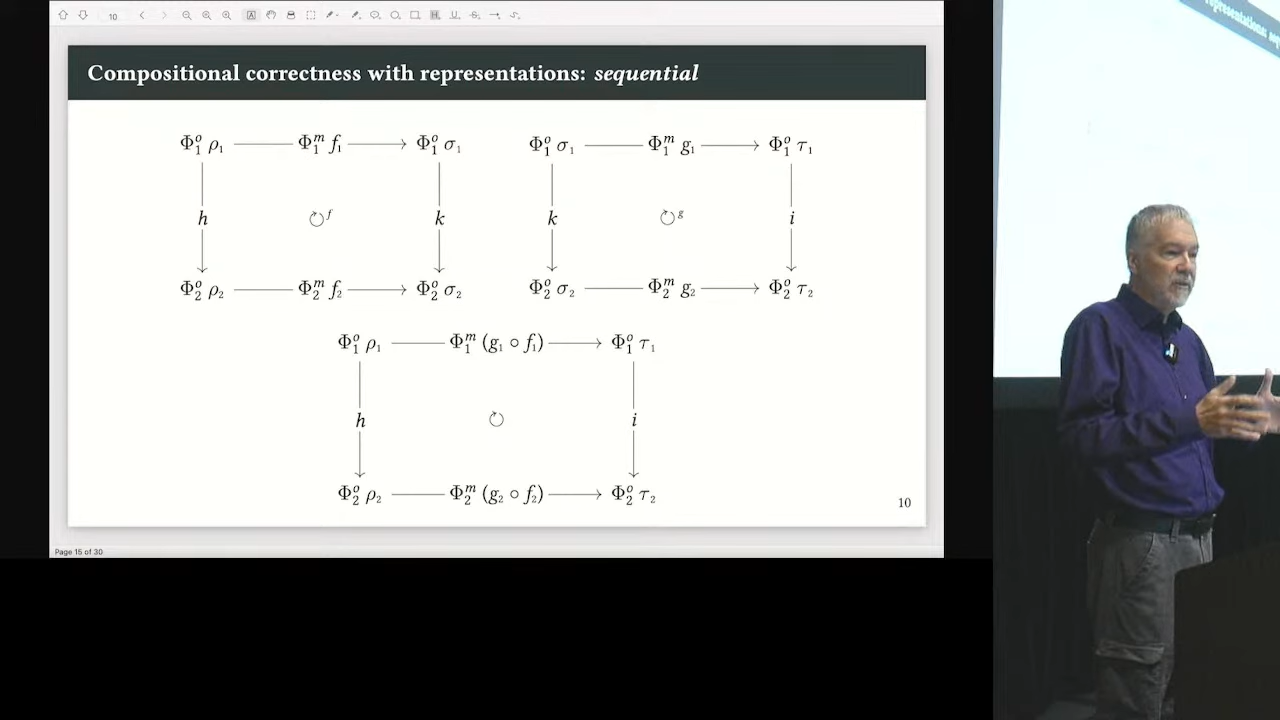 10
Compositional correctness with representations: sequential
Φ₁ᵒ ρ₁ Φ₁ᵐ f₁ Φ₁ᵒ σ₁ Φ₁ᵒ σ₁ Φ₁ᵐ g₁ Φ₁ᵒ τ₁
h ↻ᶠ k k ↻ᵍ i
Φ₂ᵒ ρ₂ Φ₂ᵐ f₂ Φ₂ᵒ σ₂ Φ₂ᵒ σ₂ Φ₂ᵐ g₂ Φ₂ᵒ τ₂
Φ₁ᵒ ρ₁ Φ₁ᵐ (g₁ ∘ f₁) Φ₁ᵒ τ₁
h ↻ i
Φ₂ᵒ ρ₂ Φ₂ᵐ (g₂ ∘ f₂) Φ₂ᵒ τ₂
10
Page 15 of 30